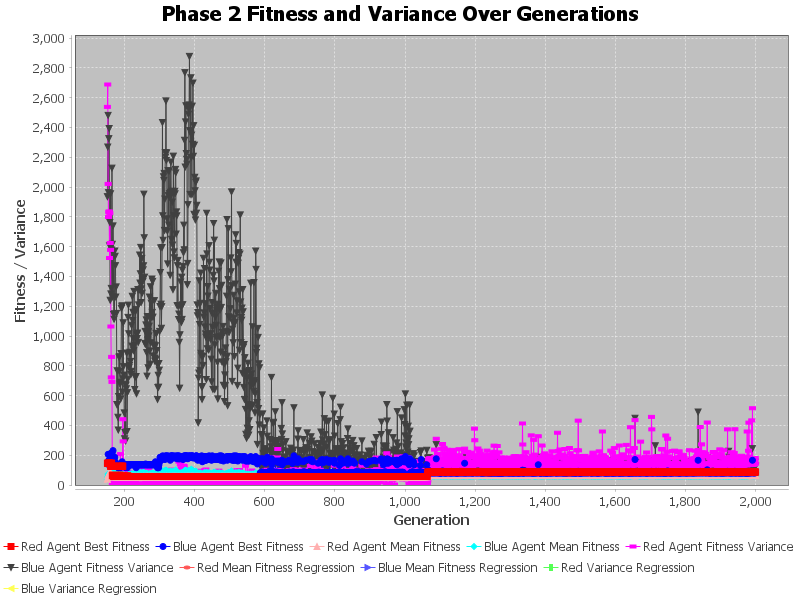 Phase 2 Fitness and Variance Over Generations
3,000
2,800
2,600
2,400
2,200
2,000
1,800
1,600
1,400
1,200
1,000
800
600
400
200
0
Fitness / Variance
200 400 600 800 1,000 1,200 1,400 1,600 1,800 2,000
Generation
Red Agent Best Fitness Blue Agent Best Fitness Red Agent Mean Fitness Blue Agent Mean Fitness Red Agent Fitness Variance
Blue Agent Fitness Variance Red Mean Fitness Regression Blue Mean Fitness Regression Red Variance Regression
Blue Variance Regression